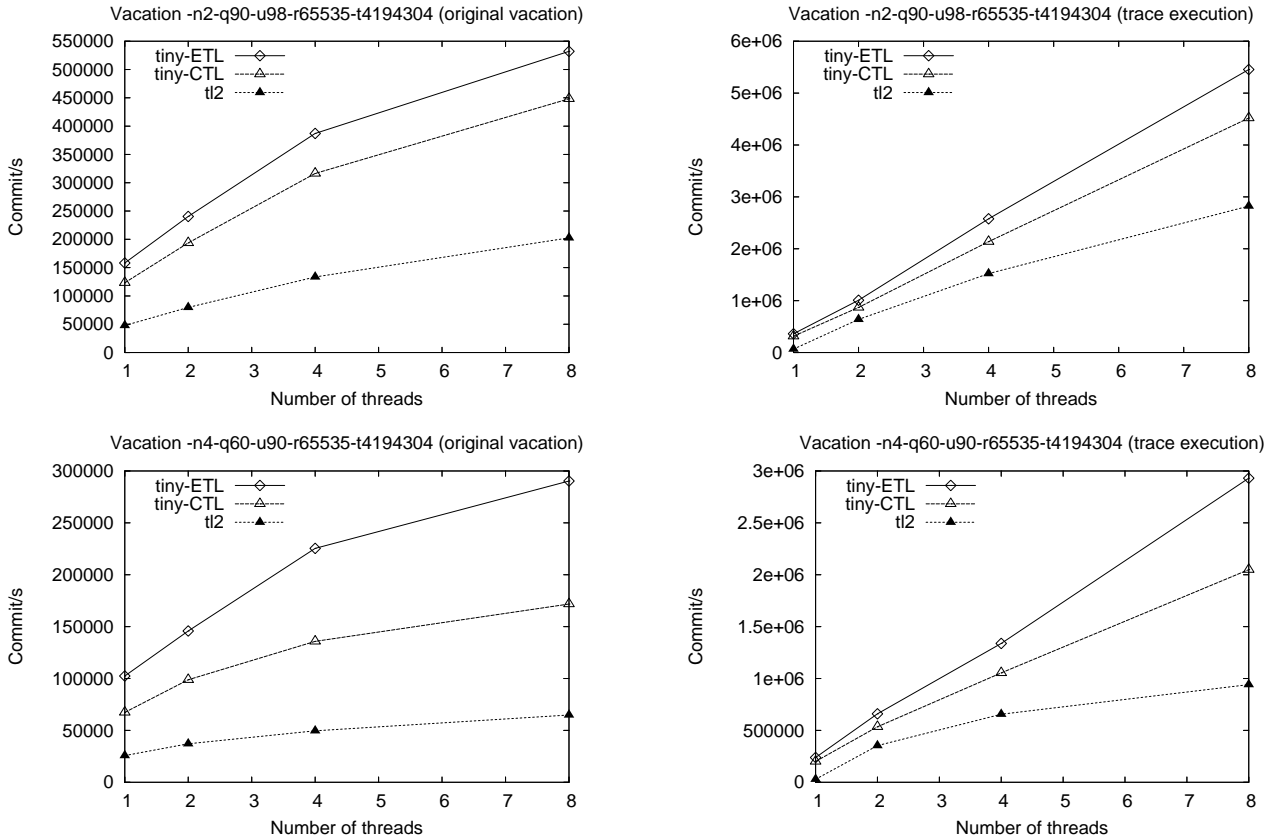 Vacation -n2-q90-u98-r65535-t4194304 (original vacation)
550000
500000
450000
400000
350000
300000
250000
200000
150000
100000
50000
0
Commit/s
tiny-ETL
tiny-CTL
tl2
1 2 3 4 5 6 7 8
Number of threads
Vacation -n2-q90-u98-r65535-t4194304 (trace execution)
6e+06
5e+06
4e+06
3e+06
2e+06
1e+06
0
Commit/s
tiny-ETL
tiny-CTL
tl2
1 2 3 4 5 6 7 8
Number of threads
Vacation -n4-q60-u90-r65535-t4194304 (original vacation)
300000
250000
200000
150000
100000
50000
0
Commit/s
tiny-ETL
tiny-CTL
tl2
1 2 3 4 5 6 7 8
Number of threads
Vacation -n4-q60-u90-r65535-t4194304 (trace execution)
3e+06
2.5e+06
2e+06
1.5e+06
1e+06
500000
0
Commit/s
tiny-ETL
tiny-CTL
tl2
1 2 3 4 5 6 7 8
Number of threads